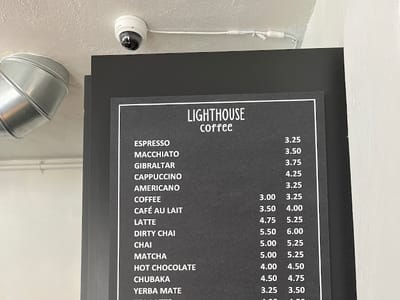 LIGHTHOUSE
coffee
ESPRESSO 3.25
MACCHIATO 3.50
GIBRALTAR 3.75
CAPPUCCINO 4.25
AMERICANO 3.25
COFFEE 3.00 3.25
CAFÉ AU LAIT 3.50 4.00
LATTE 4.75 5.25
DIRTY CHAI 5.50 6.00
CHAI 5.00 5.25
MATCHA 5.00 5.25
HOT CHOCOLATE 4.00 4.50
CHUBAKA 4.50 4.75
YERBA MATE 3.25 3.50